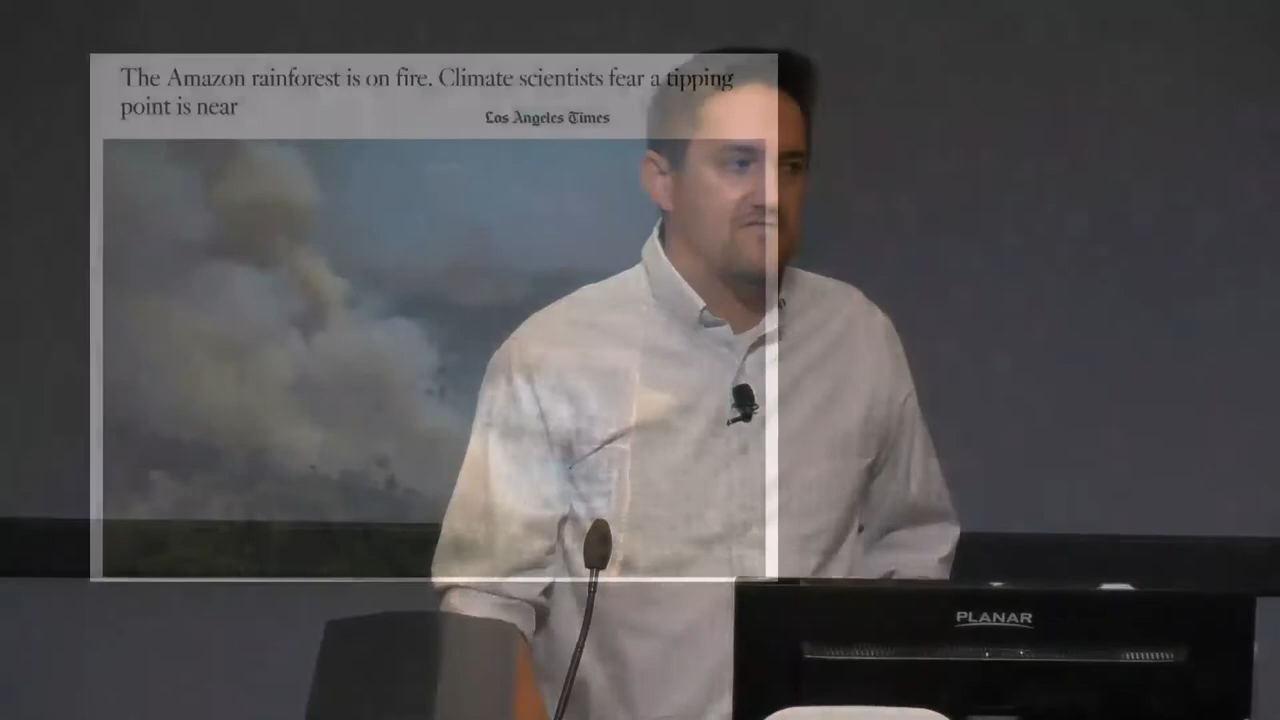 The Amazon rainforest is on fire. Climate scientists fear a tipping
point is near
Los Angeles Times
PLANAR